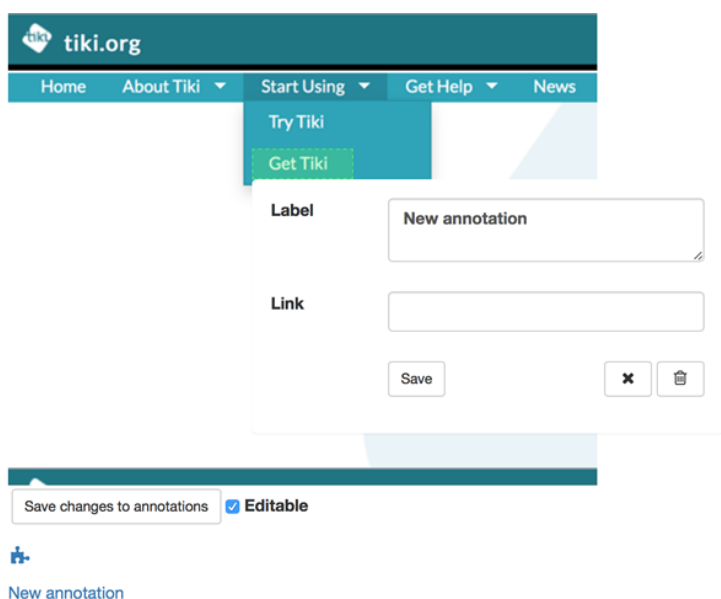 tiki tiki.org
Home About Tiki Start Using Get Help News
Try Tiki
Get Tiki
Label New annotation
Link
Save
Save changes to annotations Editable
New annotation